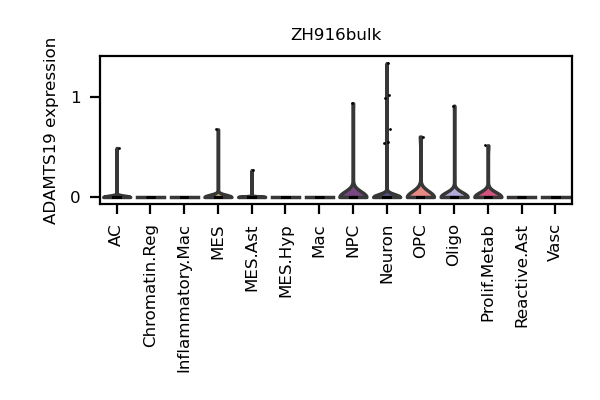 ZH916bulk
ADAMTS19 expression
1
0
AC
Chromatin.Reg
Inflammatory.Mac
MES
MES.Ast
MES.Hyp
Mac
NPC
Neuron
OPC
Oligo
Prolif.Metab
Reactive.Ast
Vasc